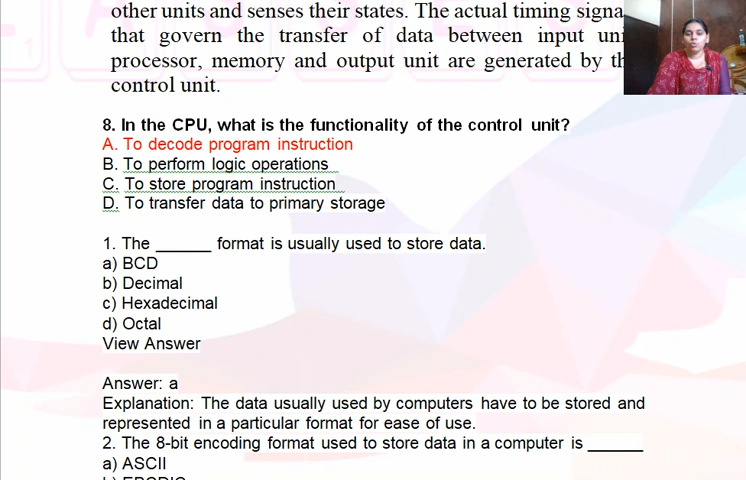 other units and senses their states. The actual timing signa
that govern the transfer of data between input uni
processor, memory and output unit are generated by th
control unit.
8. In the CPU, what is the functionality of the control unit?
A. To decode program instruction
B. To perform logic operations
C. To store program instruction
D. To transfer data to primary storage
1. The ______ format is usually used to store data.
a) BCD
b) Decimal
c) Hexadecimal
d) Octal
View Answer
Answer: a
Explanation: The data usually used by computers have to be stored and
represented in a particular format for ease of use.
2. The 8-bit encoding format used to store data in a computer is ______
a) ASCII